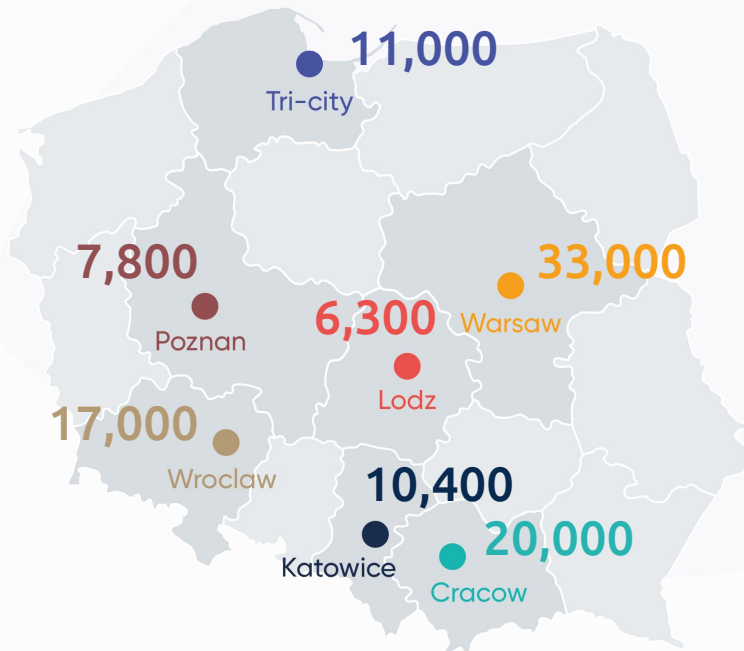 11,000
Tri-city
7,800
Poznan
33,000
Warsaw
6,300
Lodz
17,000
Wroclaw
10,400
Katowice
20,000
Cracow